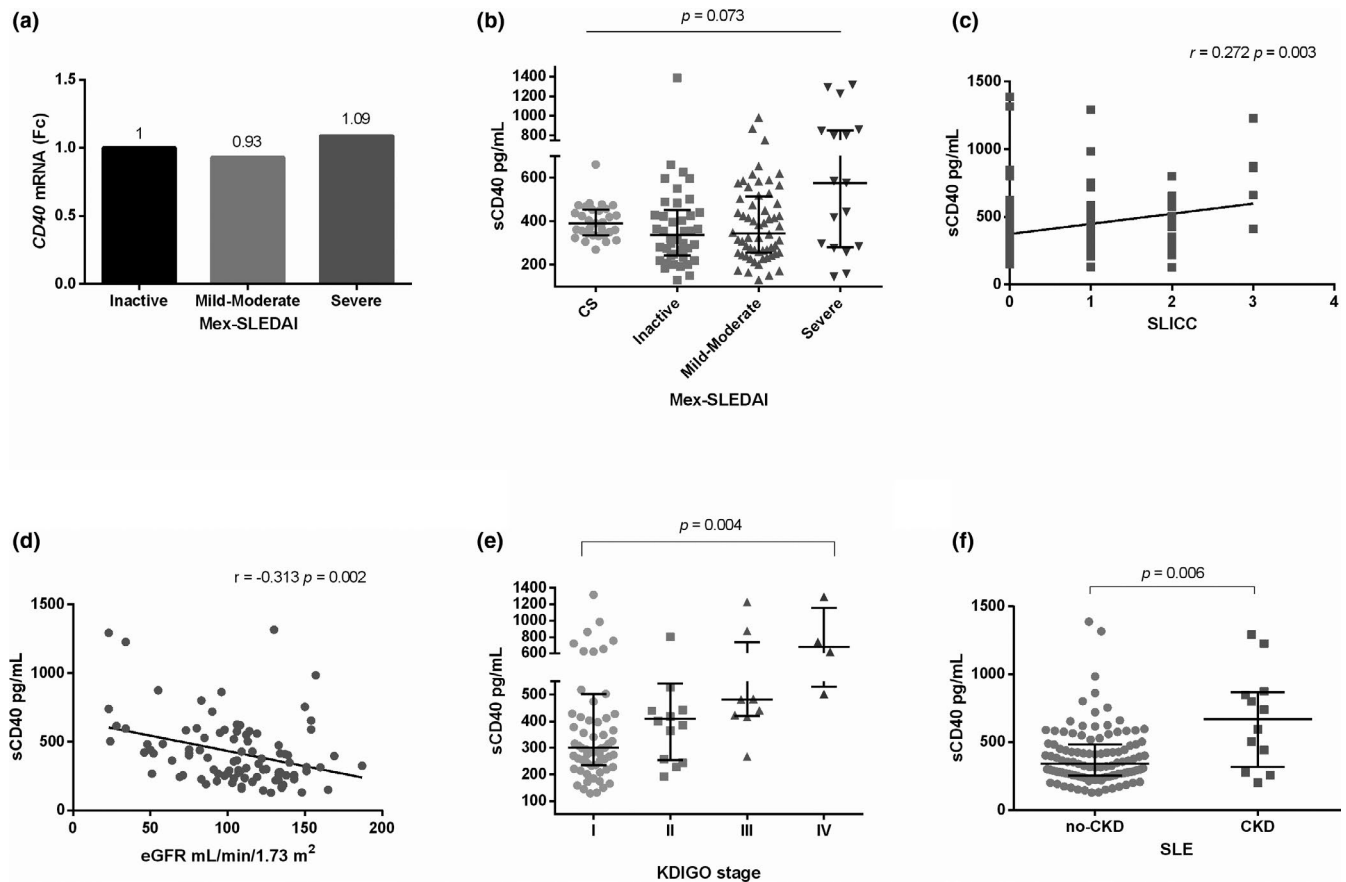 (a)
CD40 mRNA (Fc)
1.5
1.0
0.5
0.0
1
0.93
1.09
Inactive
Mild-Moderate
Severe
Mex-SLEDAI
(b)
p = 0.073
sCD40 pg/mL
1400
1200
1000
800
600
400
200
CS
Inactive
Mild-Moderate
Severe
Mex-SLEDAI
(c)
r = 0.272 p = 0.003
sCD40 pg/mL
1500
1000
500
0
0
1
2
3
4
SLICC
(d)
r = -0.313 p = 0.002
sCD40 pg/mL
1500
1000
500
0
0
50
100
150
200
eGFR mL/min/1.73 m²
(e)
p = 0.004
sCD40 pg/mL
1400
1200
1000
800
600
500
400
300
200
100
I
II
III
IV
KDIGO stage
(f)
p = 0.006
sCD40 pg/mL
1500
1000
500
0
no-CKD
CKD
SLE